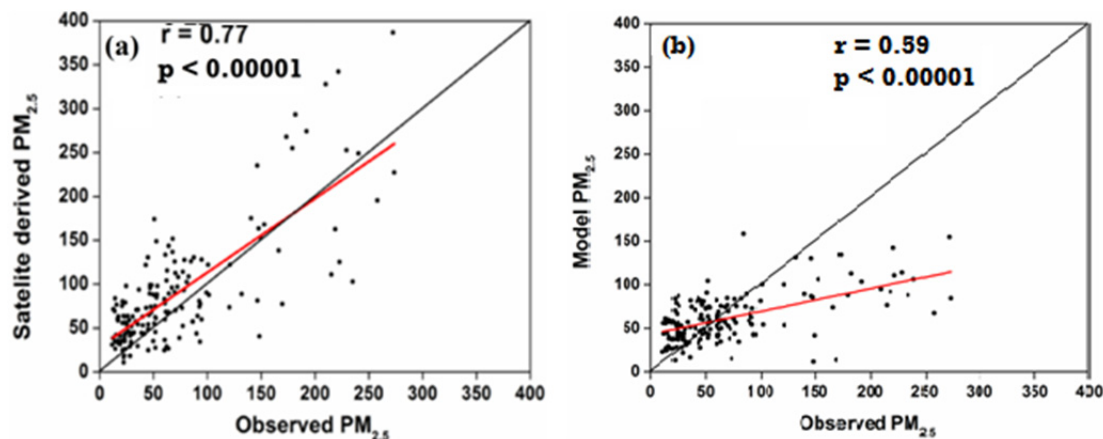 (a)
r = 0.77
p < 0.00001
400
350
300
250
200
150
100
50
0
Satelite derived PM2.5
0 50 100 150 200 250 300 350 400
Observed PM2.5
(b)
r = 0.59
p < 0.00001
400
350
300
250
200
150
100
50
0
Model PM2.5
0 50 100 150 200 250 300 350 400
Observed PM2.5